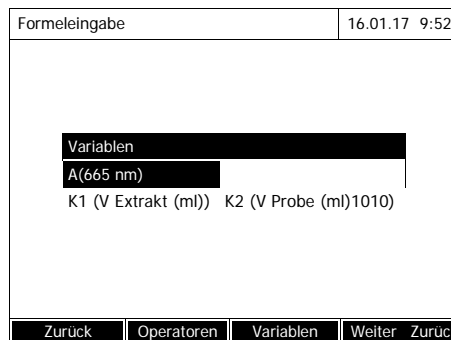 Formeleingabe 16.01.17 9:52
Variablen
A(665 nm)
K1 (V Extrakt (ml)) K2 (V Probe (ml)1010)
Zurück Operatoren Variablen Weiter Zurüc